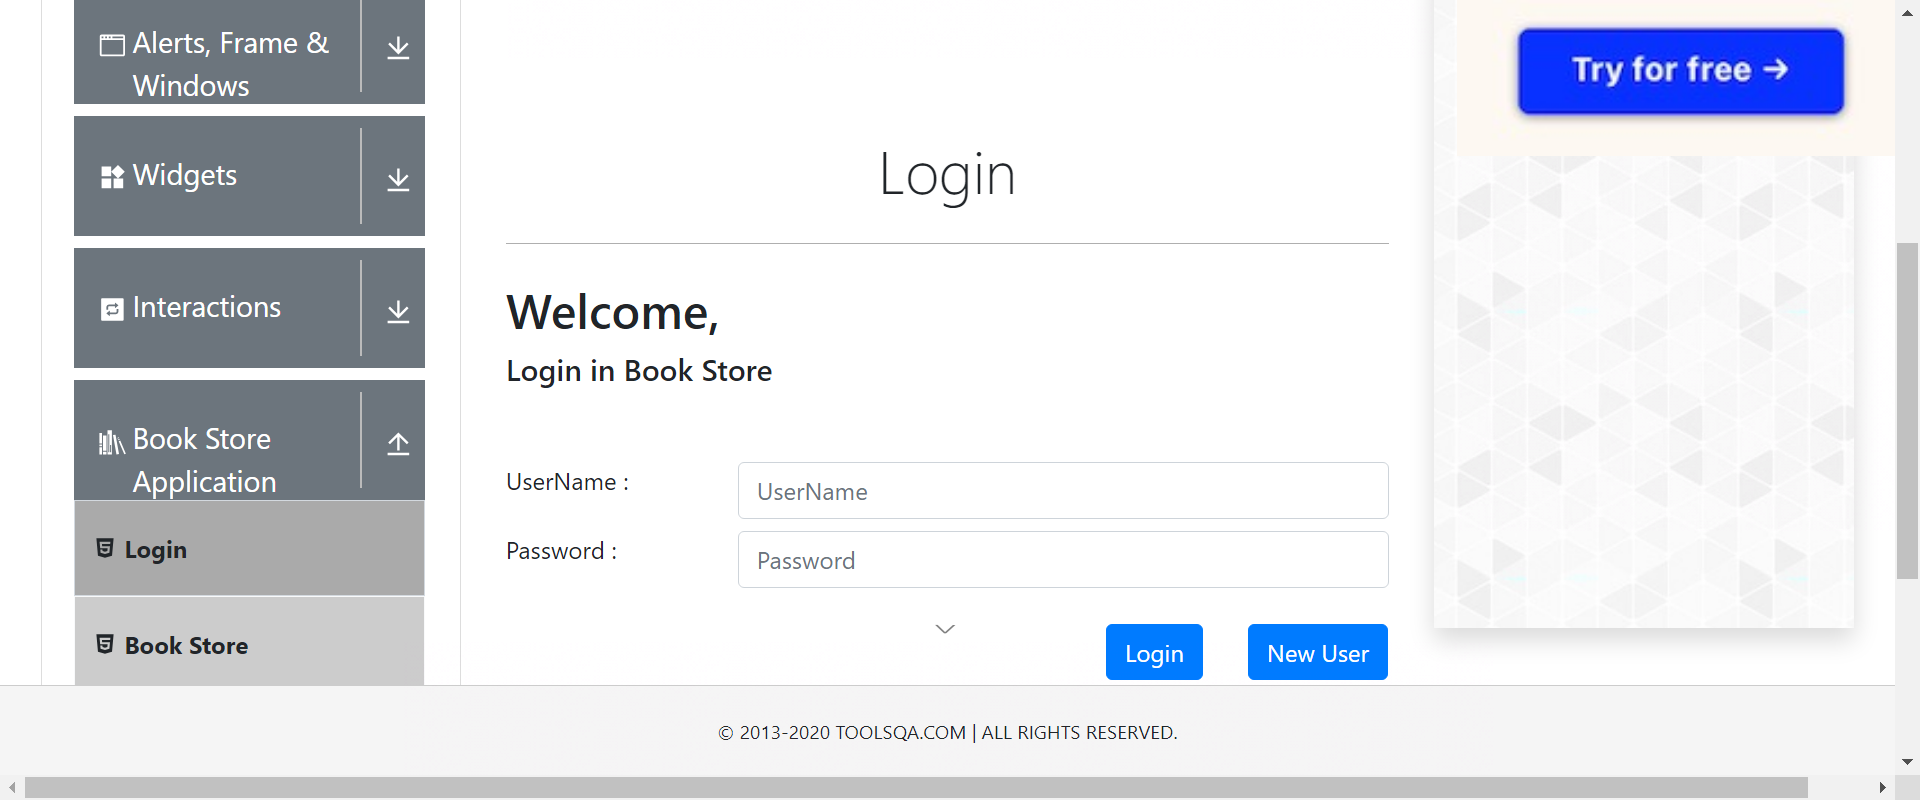 Alerts, Frame &
Windows
Widgets
Interactions
Book Store
Application
Login
Book Store
Login
Welcome,
Login in Book Store
UserName :
UserName
Password :
Password
Login
New User
Try for free →
© 2013-2020 TOOLSQA.COM | ALL RIGHTS RESERVED.